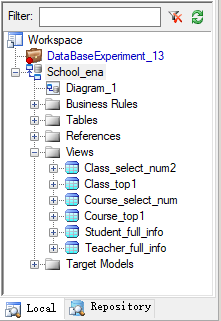 Filter:
Workspace
DataBaseExperiment_13
School_ena
Diagram_1
Business Rules
Tables
References
Views
Class_select_num2
Class_top1
Course_select_num
Course_top1
Student_full_info
Teacher_full_info
Target Models
Local Repository